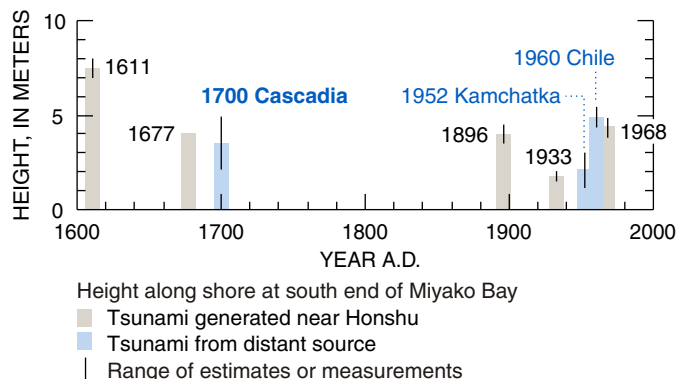 HEIGHT, IN METERS
10
5
0
1611
1677
1700 Cascadia
1896
1933
1952 Kamchatka
1960 Chile
1968
1600 1700 1800 1900 2000
YEAR A.D.
Height along shore at south end of Miyako Bay
Tsunami generated near Honshu
Tsunami from distant source
Range of estimates or measurements